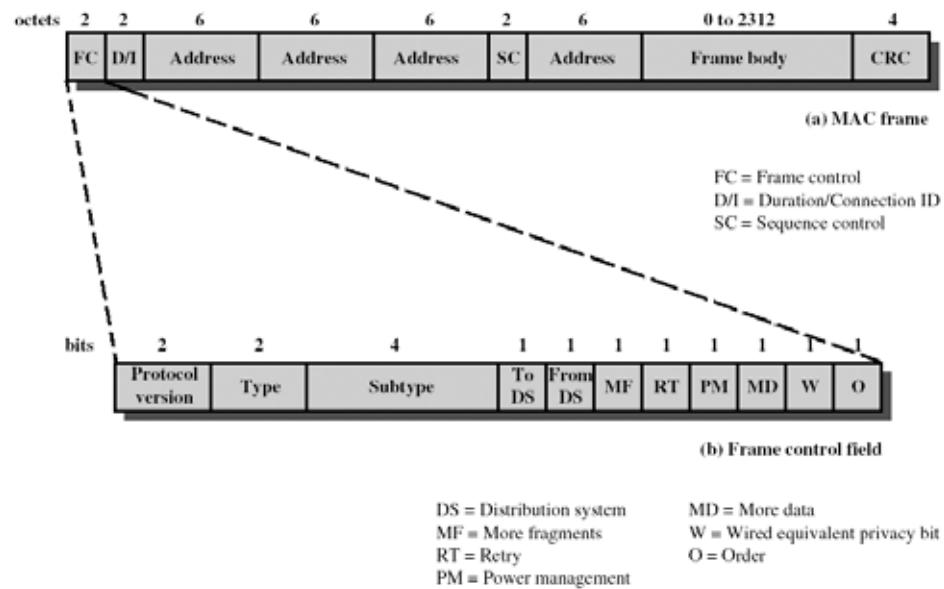 octets 2 2 6 6 6 2 6 0 to 2312 4
FC D/I Address Address Address SC Address Frame body CRC
(a) MAC frame
FC = Frame control
D/I = Duration/Connection ID
SC = Sequence control
bits 2 2 4 1 1 1 1 1 1 1 1
Protocol version Type Subtype To DS From DS MF RT PM MD W O
(b) Frame control field
DS = Distribution system
MF = More fragments
RT = Retry
PM = Power management
MD = More data
W = Wired equivalent privacy bit
O = Order